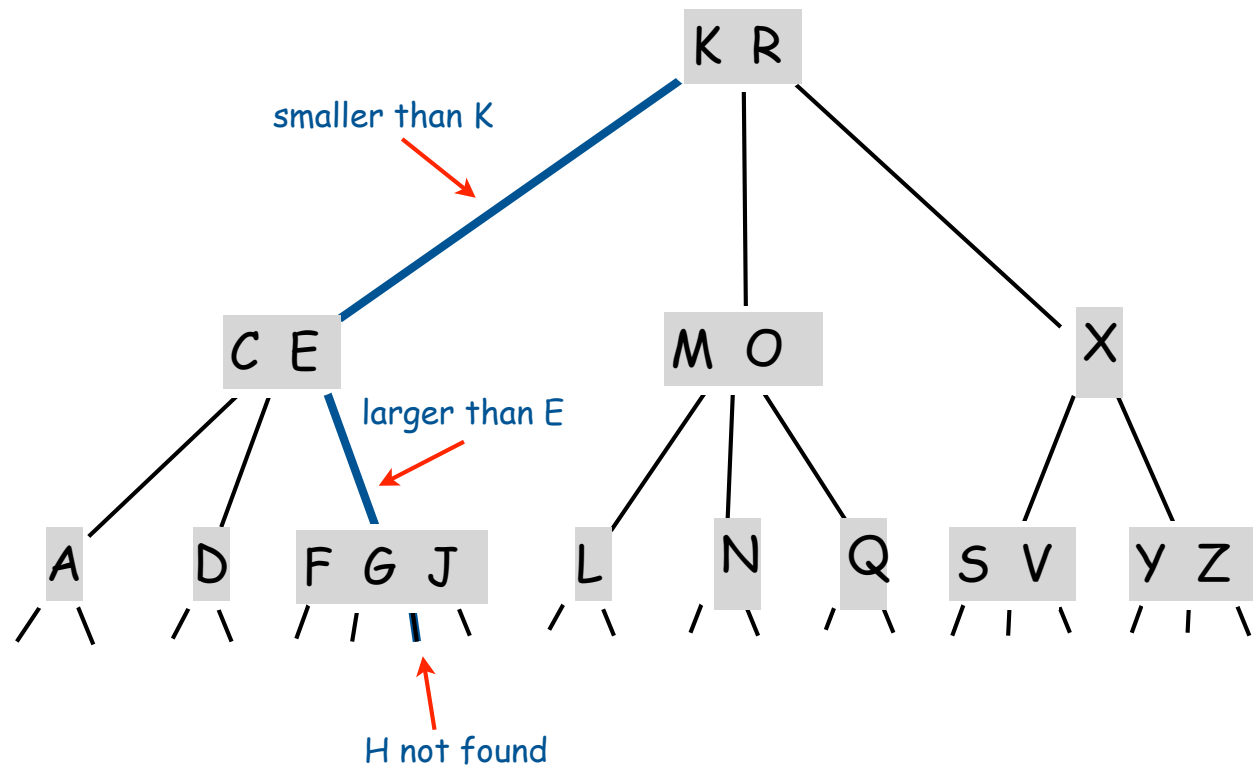 K R
smaller than K
C E
M O
X
larger than E
A
D
F G J
L
N
Q
S V
Y Z
H not found